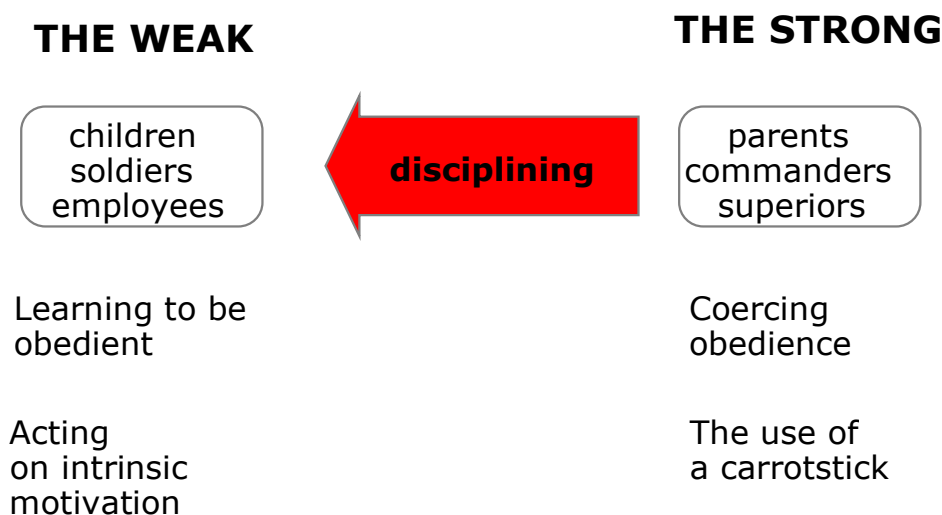 THE WEAK
THE STRONG
children
soldiers
employees
disciplining
parents
commanders
superiors
Learning to be
obedient
Coercing
obedience
Acting
on intrinsic
motivation
The use of
a carrotstick